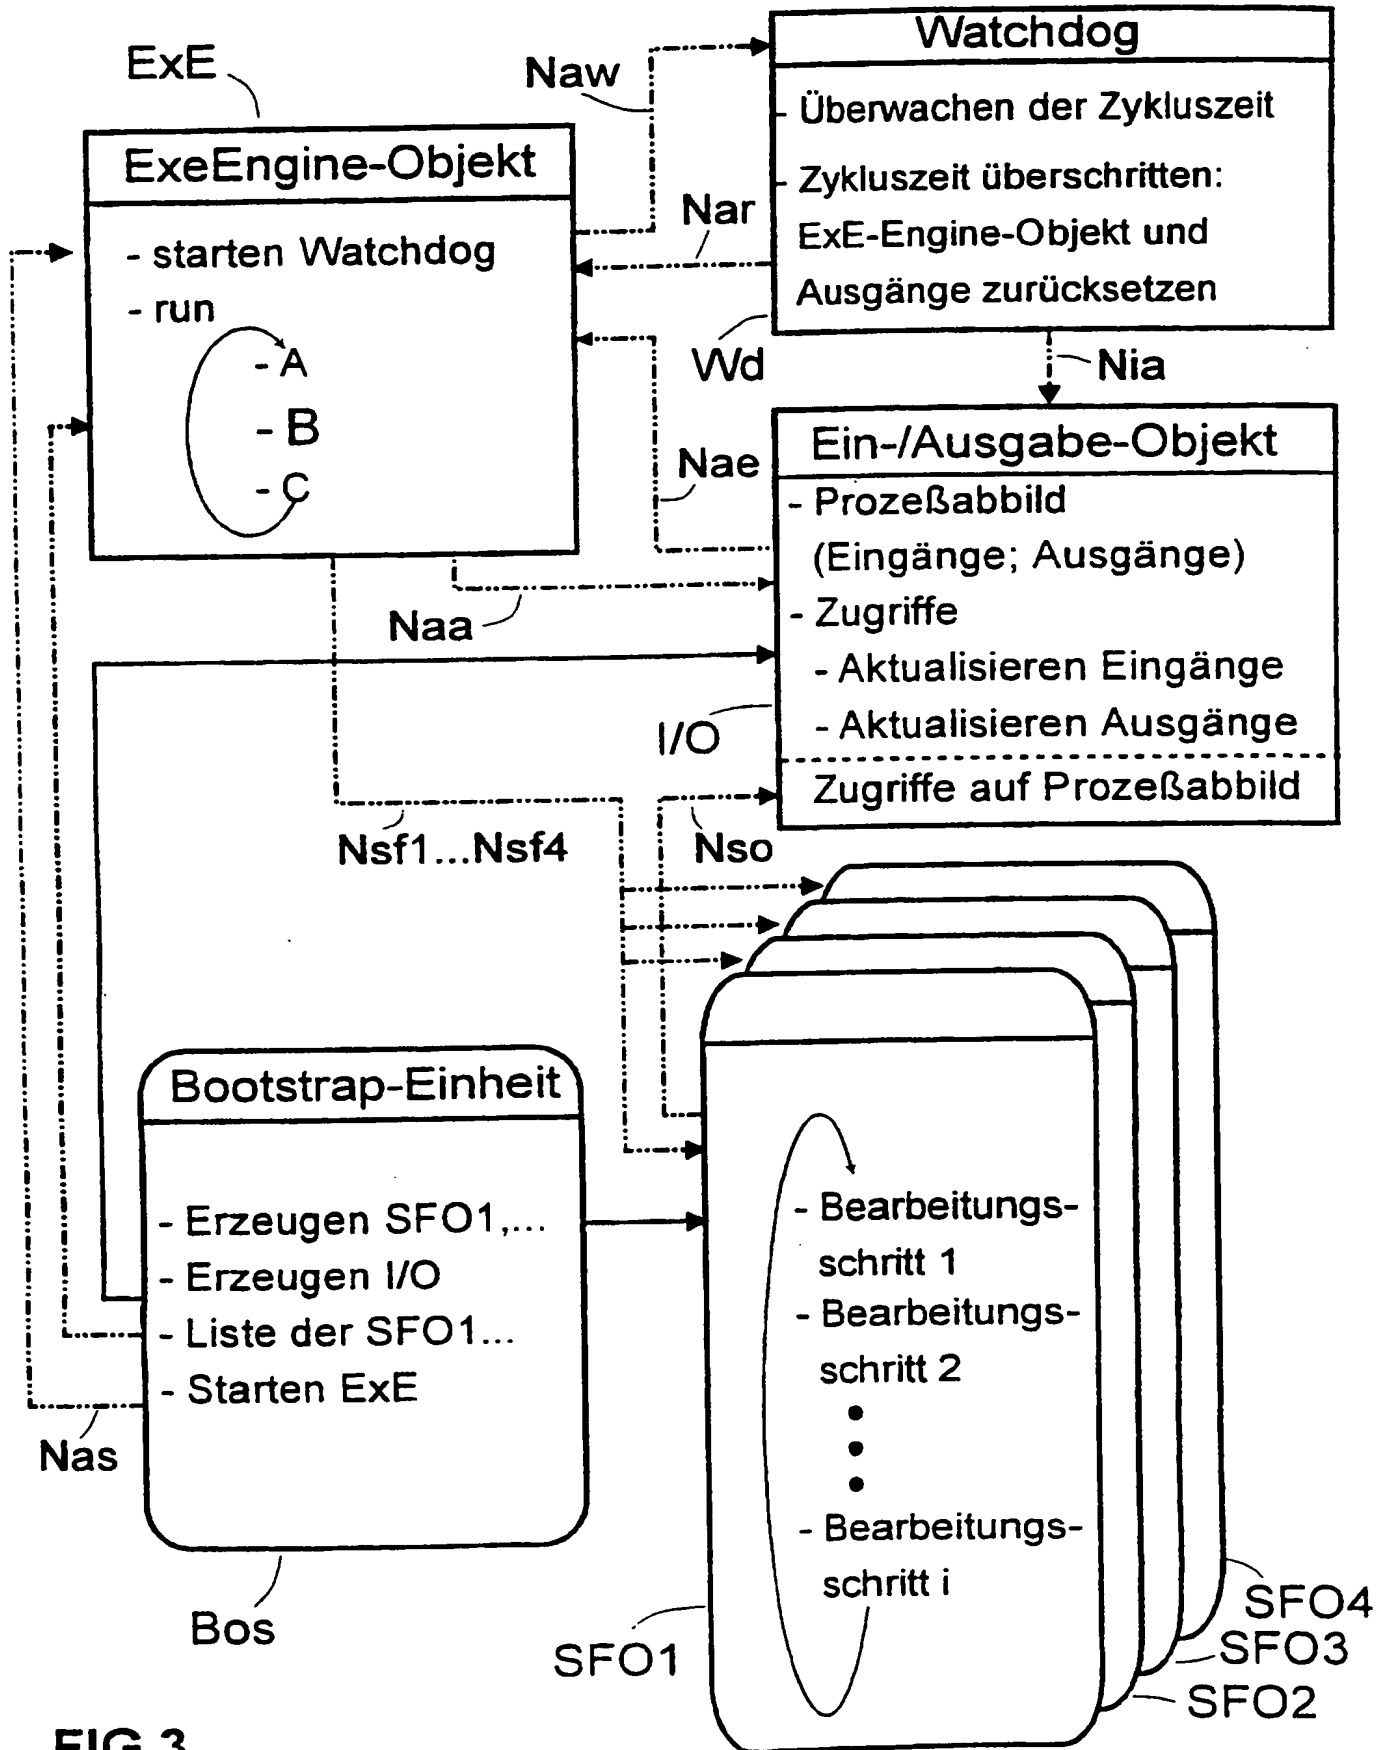 Watchdog
- Überwachen der Zykluszeit
- Zykluszeit überschritten:
ExE-Engine-Objekt und
Ausgänge zurücksetzen
ExE
Naw
ExeEngine-Objekt
- starten Watchdog
- run
- A
- B
- C
Nar
Wd
Nia
Nae
Ein-/Ausgabe-Objekt
- Prozeßabbild
(Eingänge; Ausgänge)
- Zugriffe
- Aktualisieren Eingänge
- Aktualisieren Ausgänge
Zugriffe auf Prozeßabbild
Naa
I/O
Nsf1...Nsf4
Nso
Bootstrap-Einheit
- Erzeugen SFO1,...
- Erzeugen I/O
- Liste der SFO1...
- Starten ExE
Nas
Bos
- Bearbeitungs-
schritt 1
- Bearbeitungs-
schritt 2
- Bearbeitungs-
schritt i
SFO1
SFO4
SFO3
SFO2
FIG 3